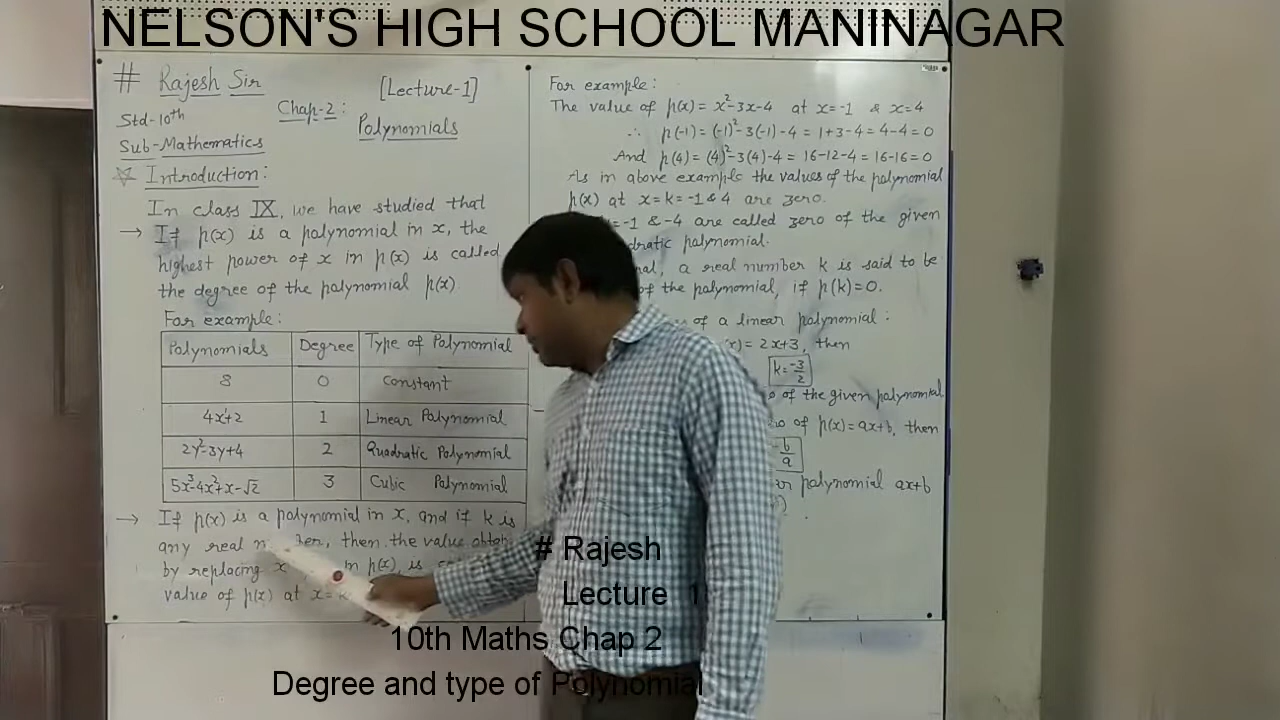 NELSON'S HIGH SCHOOL MANINAGAR
# Rajesh Sir
[Lecture-1]
Std-10th
Chap-2:
Polynomials
Sub-Mathematics
Introduction:
In class IX, we have studied that
→ If p(x) is a polynomial in x, the
highest power of x in p(x) is called
the degree of the polynomial p(x)
For example:
Polynomials Degree Type of Polynomial
8 0 Constant
4x+2 1 Linear Polynomial
2y²-3y+4 2 Quadratic Polynomial
5x³-4x²+x-√2 3 Cubic Polynomial
→ If p(x) is a polynomial in x, and if k is
any real then the value
by replacing x in p(x), is
value of p(x) at x=k
For example:
The value of p(x) = x²-3x-4 at x=-1 & x=4
∴ p(-1) = (-1)²-3(-1)-4 = 1+3-4 = 4-4=0
And p(4) = (4)²-3(4)-4 = 16-12-4 = 16-16=0
As in above example the values of the polynomial
p(x) at x=k=-1 & 4 are zero.
=-1 & -4 are called zero of the given
polynomial.
a real number k is said to be
of the polynomial, if p(k)=0.
of a linear polynomial:
= 2x+3, then
k=-3/2
of the given polynomial
of p(x)=ax+b, then
-b/a
polynomial ax+b
# Rajesh
Lecture 1
10th Maths Chap 2
Degree and type of Polynomial